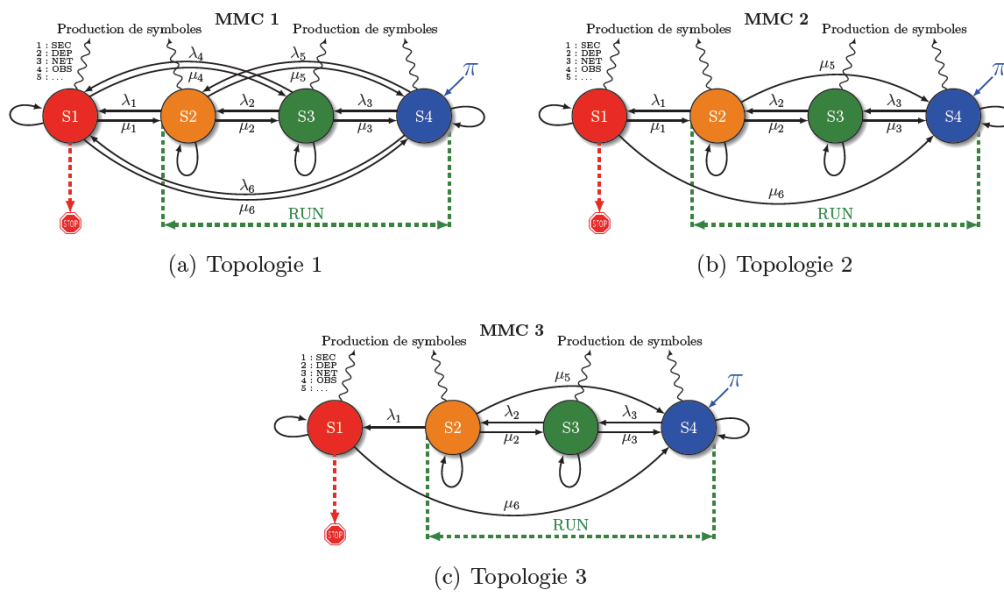 MMC 1
Production de symboles Production de symboles
1 : SEC
2 : DEP
3 : NET
4 : OBS
5 : ...
λ4 λ5
μ4 μ5
π
λ1 λ2 λ3
S1 S2 S3 S4
μ1 μ2 μ3
λ6
μ6
RUN
STOP
(a) Topologie 1
MMC 2
Production de symboles Production de symboles
1 : SEC
2 : DEP
3 : NET
4 : OBS
5 : ...
μ5
π
λ1 λ2 λ3
S1 S2 S3 S4
μ1 μ2 μ3
μ6
RUN
STOP
(b) Topologie 2
MMC 3
Production de symboles Production de symboles
1 : SEC
2 : DEP
3 : NET
4 : OBS
5 : ...
μ5
π
λ1 λ2 λ3
S1 S2 S3 S4
μ2 μ3
μ6
RUN
STOP
(c) Topologie 3